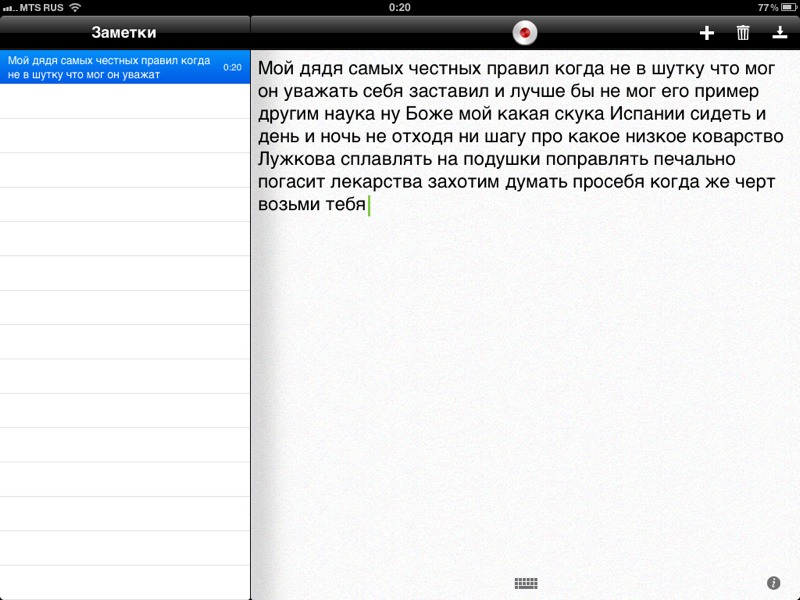 MTS RUS
0:20
77 %
Заметки
Мой дядя самых честных правил когда
не в шутку что мог он уважат
0:20
Мой дядя самых честных правил когда не в шутку что мог
он уважать себя заставил и лучше бы не мог его пример
другим наука ну Боже мой какая скука Испании сидеть и
день и ночь не отходя ни шагу про какое низкое коварство
Лужкова сплавлять на подушки поправлять печально
погасит лекарства захотим думать просебя когда же черт
возьми тебя